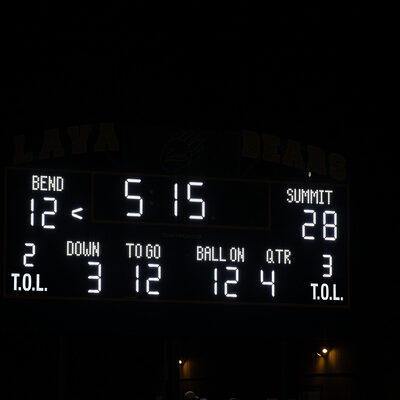 LAVA BEARS
BEND 5 15 SUMMIT
12 < 28
2 DOWN TO GO BALL ON QTR 3
T.O.L. 3 12 12 4 T.O.L.